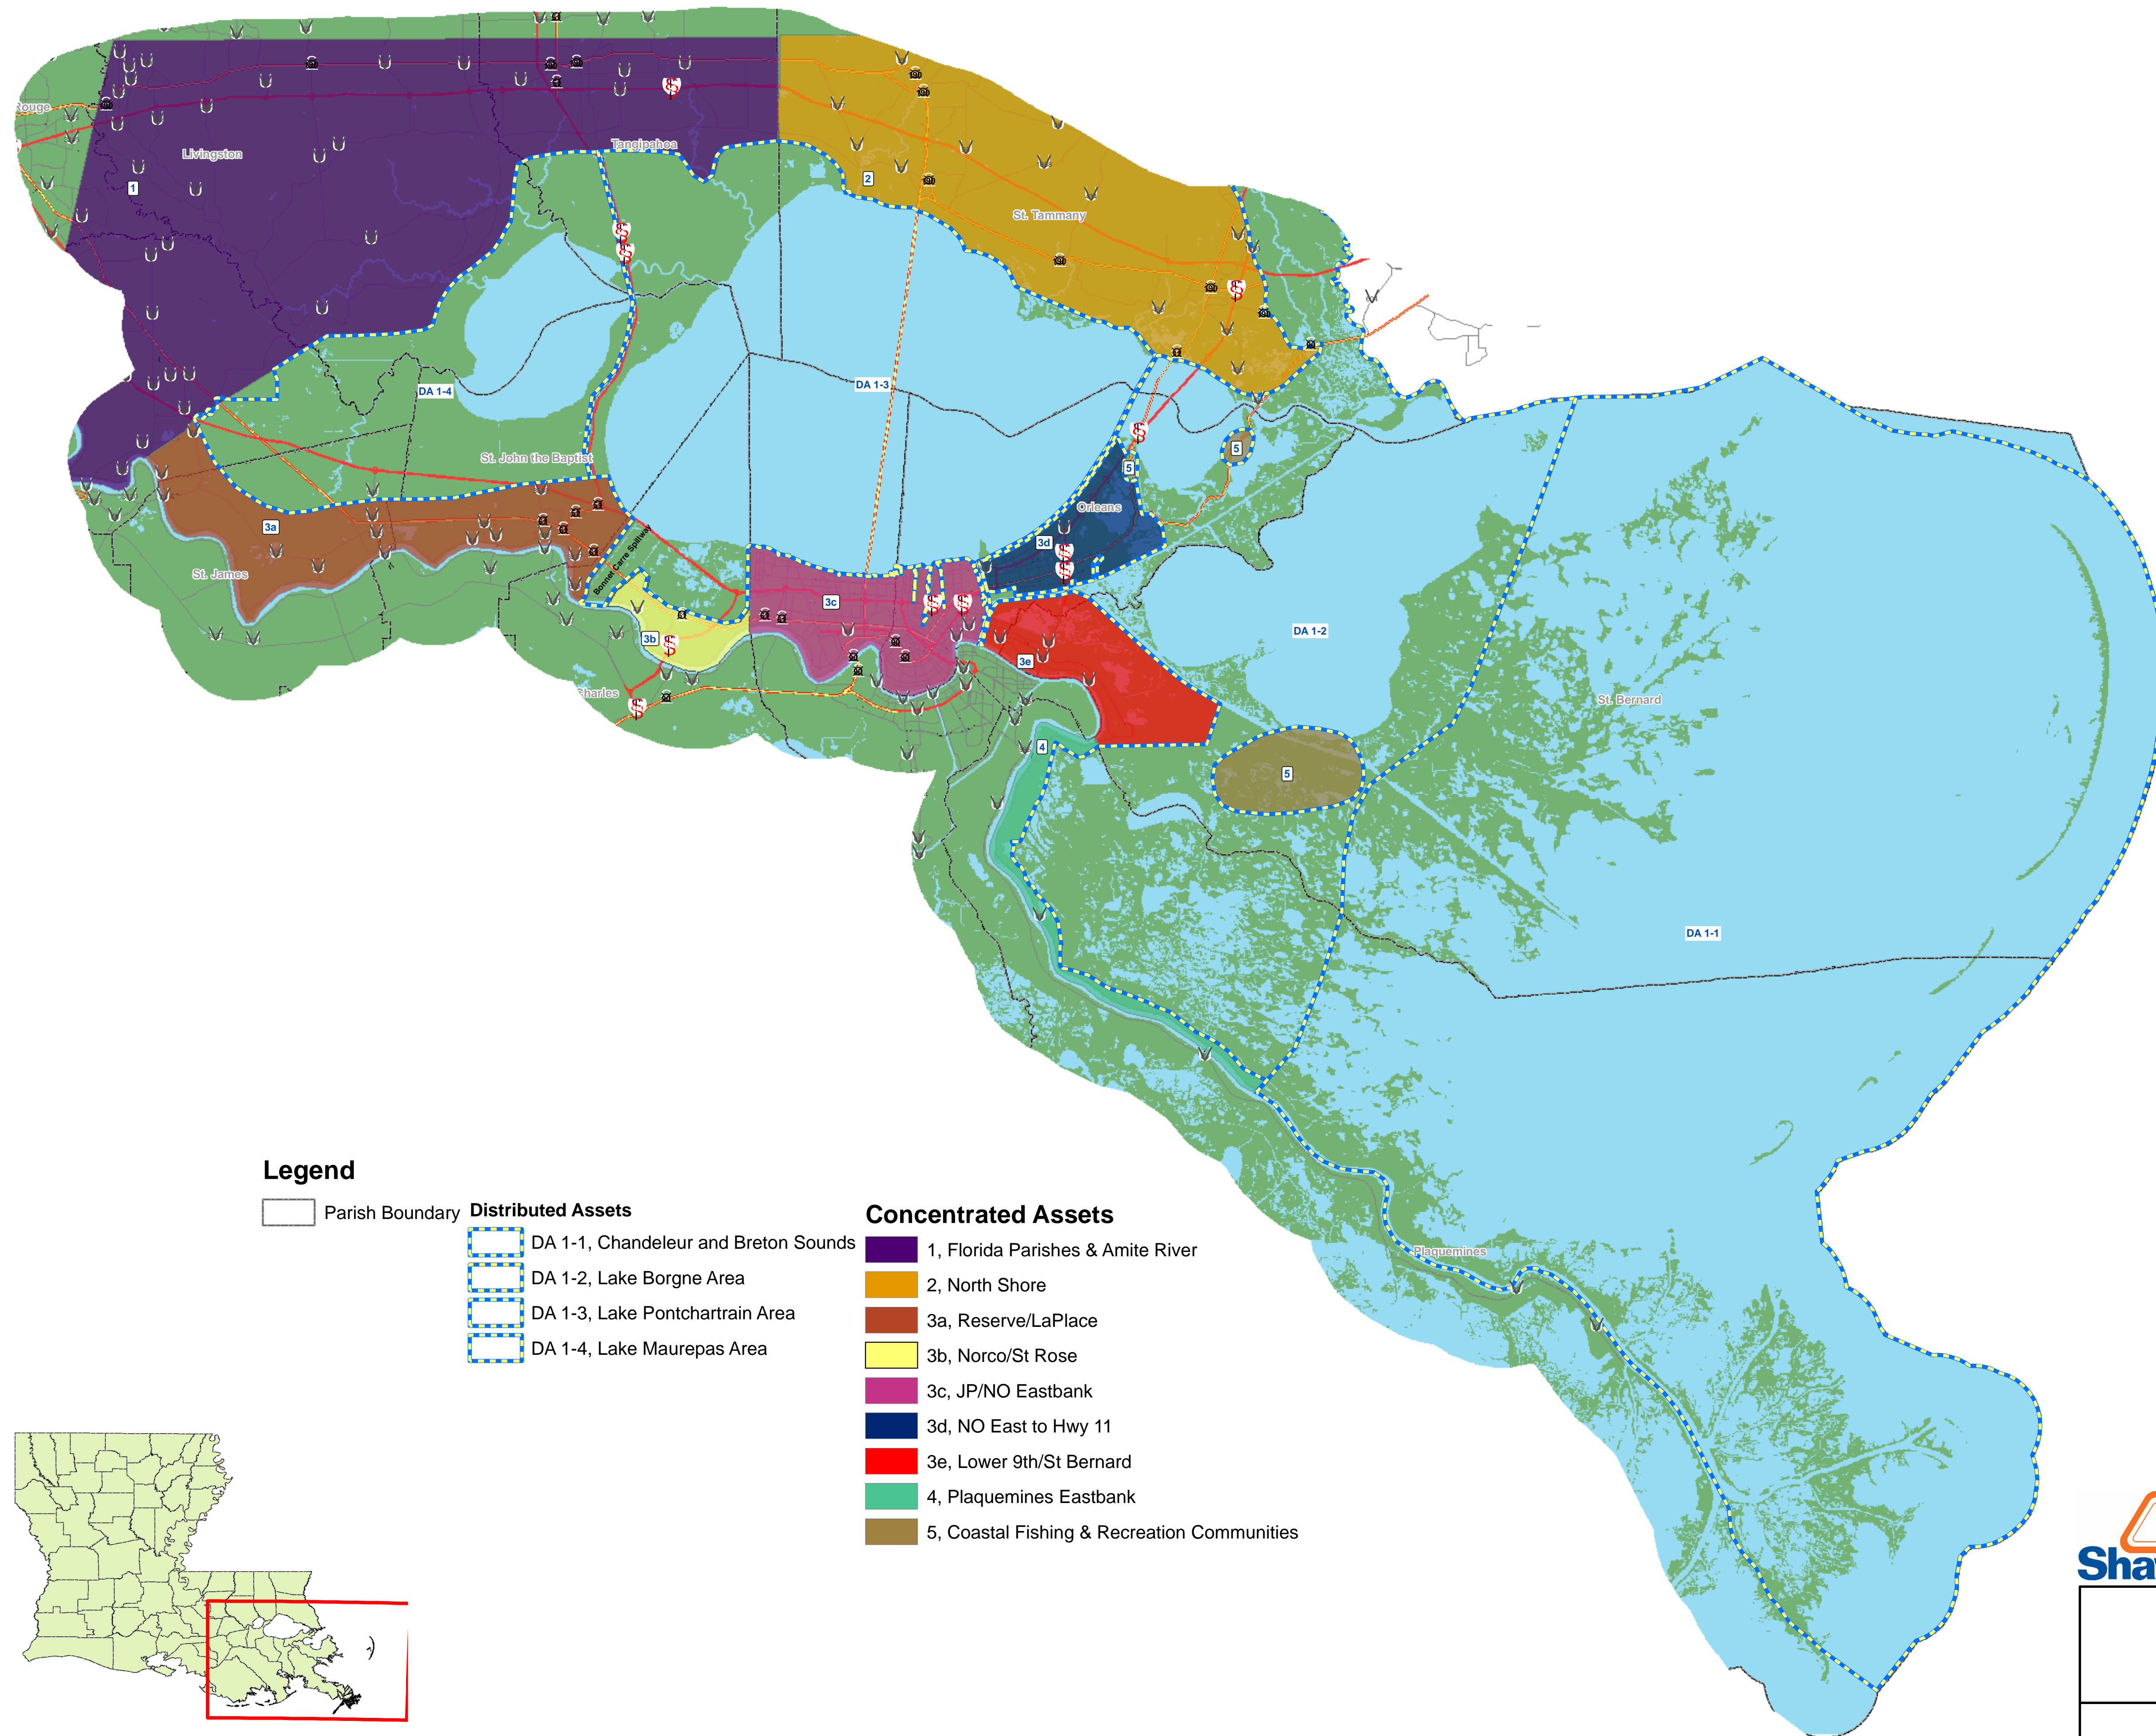 Rouge
Livingston
Tangipahoa
1
2
St. Tammany
DA 1-4
DA 1-3
St. John the Baptist
5
5
Orleans
3a
3d
Bonnet Carre Spillway
St. James
3c
DA 1-2
3b
3e
Charles
St. Bernard
4
5
DA 1-1
Plaquemines
Legend
Parish Boundary
Distributed Assets
DA 1-1, Chandeleur and Breton Sounds
DA 1-2, Lake Borgne Area
DA 1-3, Lake Pontchartrain Area
DA 1-4, Lake Maurepas Area
Concentrated Assets
1, Florida Parishes & Amite River
2, North Shore
3a, Reserve/LaPlace
3b, Norco/St Rose
3c, JP/NO Eastbank
3d, NO East to Hwy 11
3e, Lower 9th/St Bernard
4, Plaquemines Eastbank
5, Coastal Fishing & Recreation Communities
Sha